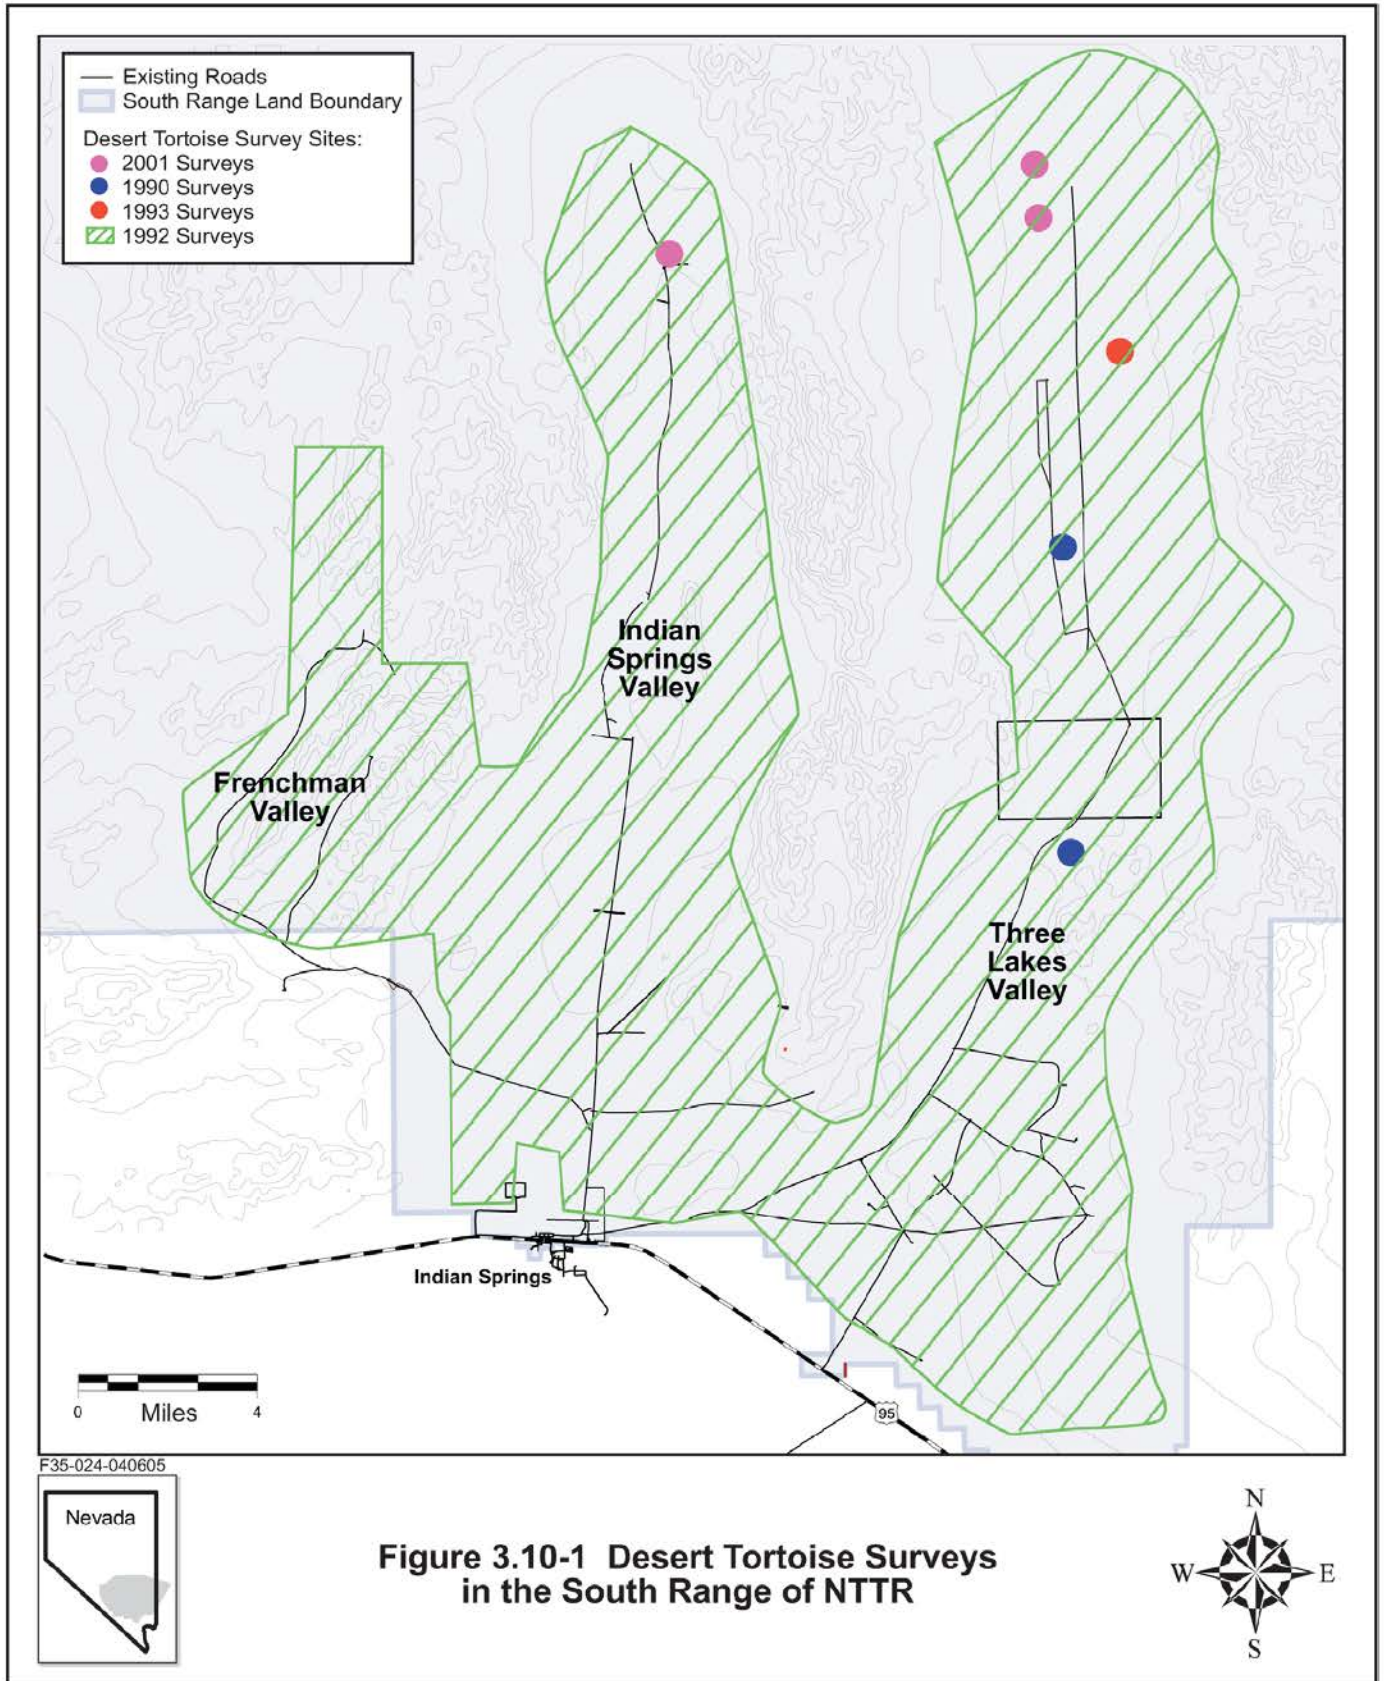 Existing Roads
South Range Land Boundary
Desert Tortoise Survey Sites:
2001 Surveys
1990 Surveys
1993 Surveys
1992 Surveys
Indian
Springs
Valley
Frenchman
Valley
Three
Lakes
Valley
Indian Springs
95
0 Miles 4
F35-024-040605
Nevada
Figure 3.10-1 Desert Tortoise Surveys
in the South Range of NTTR
N
W E
S